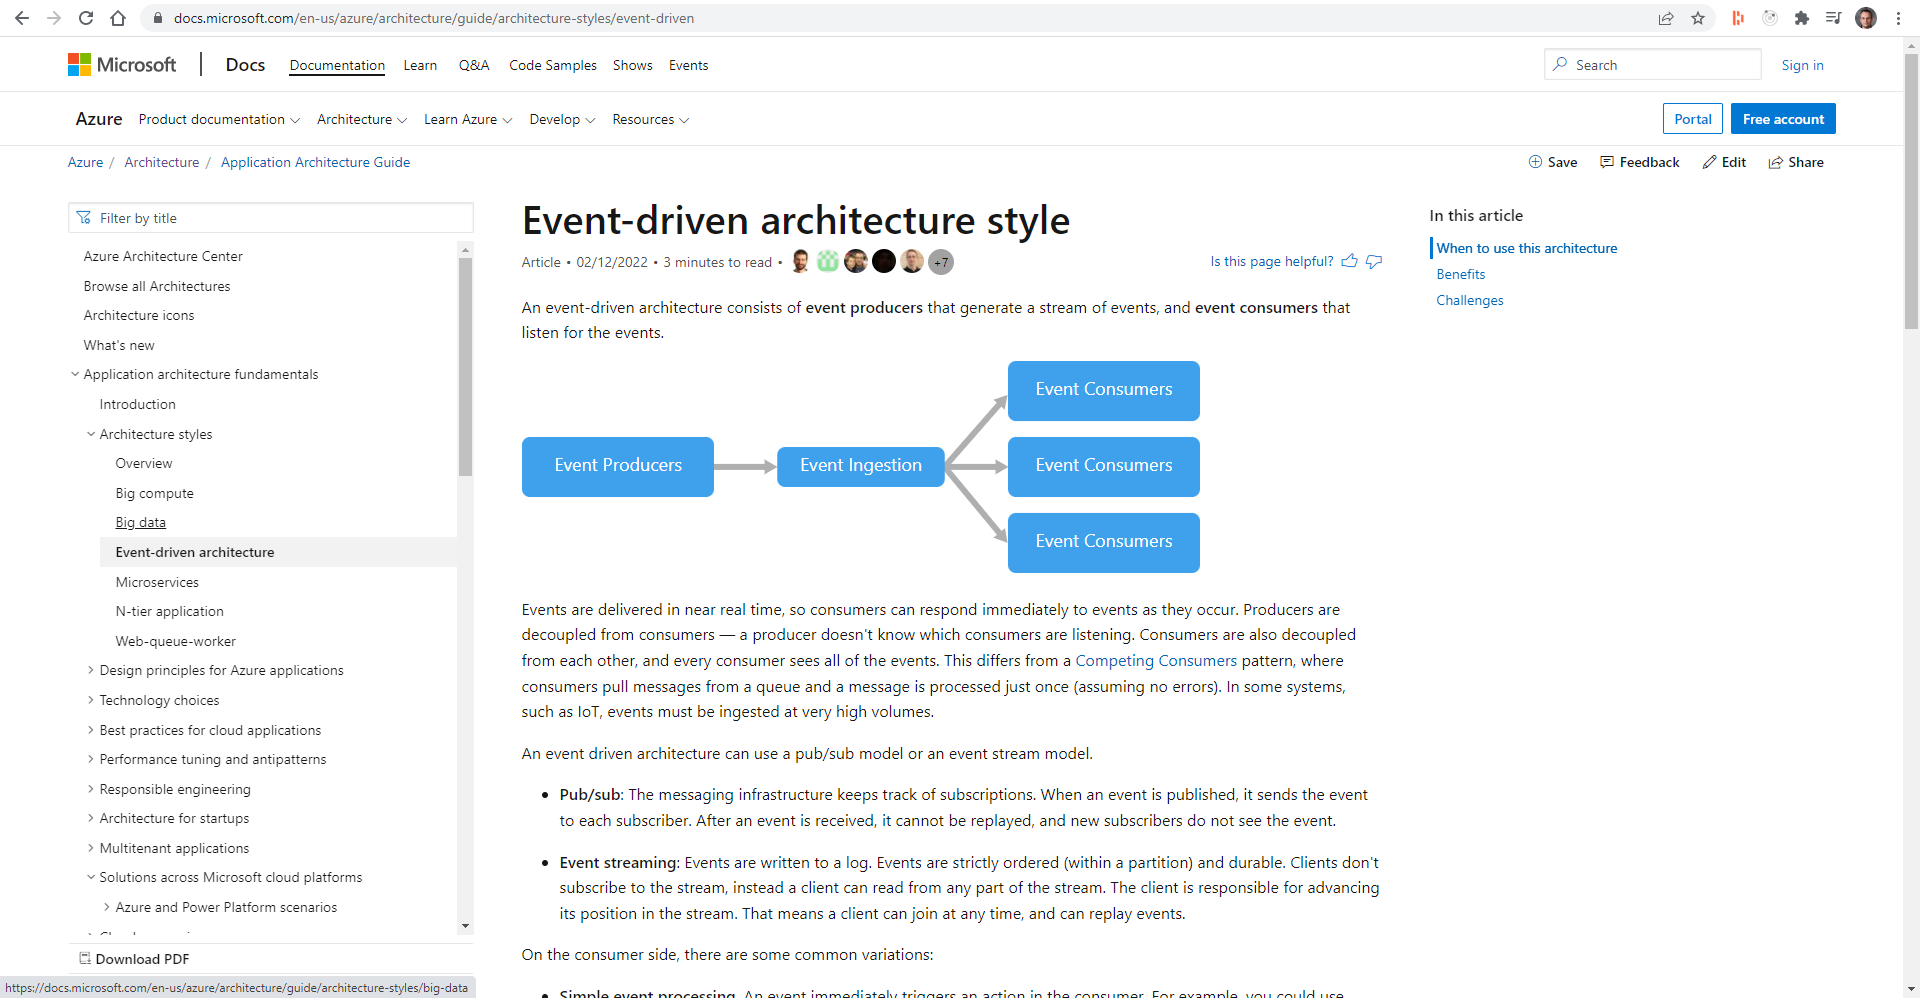 docs.microsoft.com/en-us/azure/architecture/guide/architecture-styles/event-driven
Microsoft
Docs
Documentation
Learn
Q&A
Code Samples
Shows
Events
Search
Sign in
Azure
Product documentation
Architecture
Learn Azure
Develop
Resources
Portal
Free account
Azure / Architecture / Application Architecture Guide
Save
Feedback
Edit
Share
Filter by title
Azure Architecture Center
Browse all Architectures
Architecture icons
What's new
Application architecture fundamentals
Introduction
Architecture styles
Overview
Big compute
Big data
Event-driven architecture
Microservices
N-tier application
Web-queue-worker
Design principles for Azure applications
Technology choices
Best practices for cloud applications
Performance tuning and antipatterns
Responsible engineering
Architecture for startups
Multitenant applications
Solutions across Microsoft cloud platforms
Azure and Power Platform scenarios
Download PDF
https://docs.microsoft.com/en-us/azure/architecture/guide/architecture-styles/big-data
Event-driven architecture style
Article • 02/12/2022 • 3 minutes to read •
+7
Is this page helpful?
An event-driven architecture consists of event producers that generate a stream of events, and event consumers that
listen for the events.
Event Producers
Event Ingestion
Event Consumers
Event Consumers
Event Consumers
Events are delivered in near real time, so consumers can respond immediately to events as they occur. Producers are
decoupled from consumers — a producer doesn't know which consumers are listening. Consumers are also decoupled
from each other, and every consumer sees all of the events. This differs from a Competing Consumers pattern, where
consumers pull messages from a queue and a message is processed just once (assuming no errors). In some systems,
such as IoT, events must be ingested at very high volumes.
An event driven architecture can use a pub/sub model or an event stream model.
• Pub/sub: The messaging infrastructure keeps track of subscriptions. When an event is published, it sends the event
to each subscriber. After an event is received, it cannot be replayed, and new subscribers do not see the event.
• Event streaming: Events are written to a log. Events are strictly ordered (within a partition) and durable. Clients don't
subscribe to the stream, instead a client can read from any part of the stream. The client is responsible for advancing
its position in the stream. That means a client can join at any time, and can replay events.
On the consumer side, there are some common variations:
• Simple event processing. An event immediately triggers an action in the consumer. For example, you could use
In this article
When to use this architecture
Benefits
Challenges